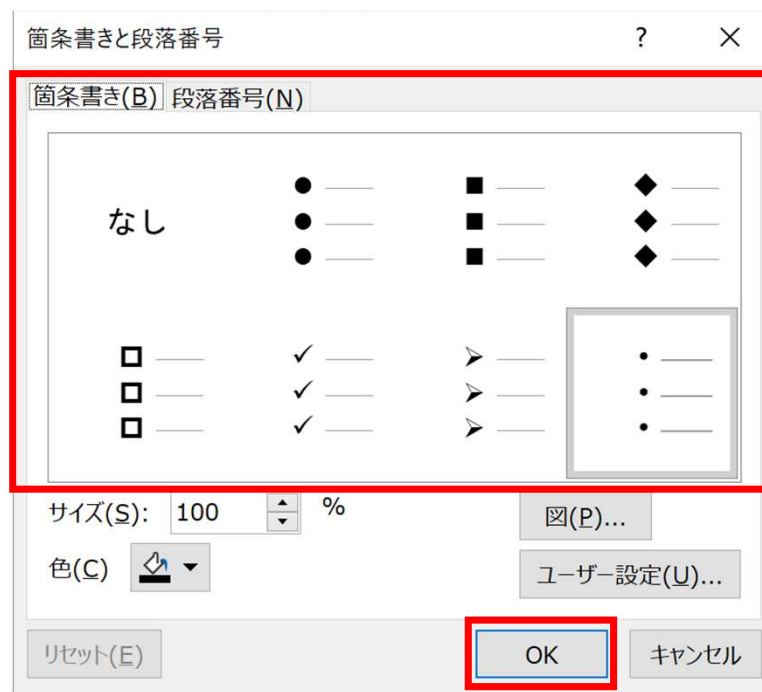 箇条書きと段落番号 ? ×
箇条書き(B) 段落番号(N)
なし
サイズ(S): 100 %
図(P)...
色(C)
ユーザー設定(U)...
リセット(E) OK キャンセル